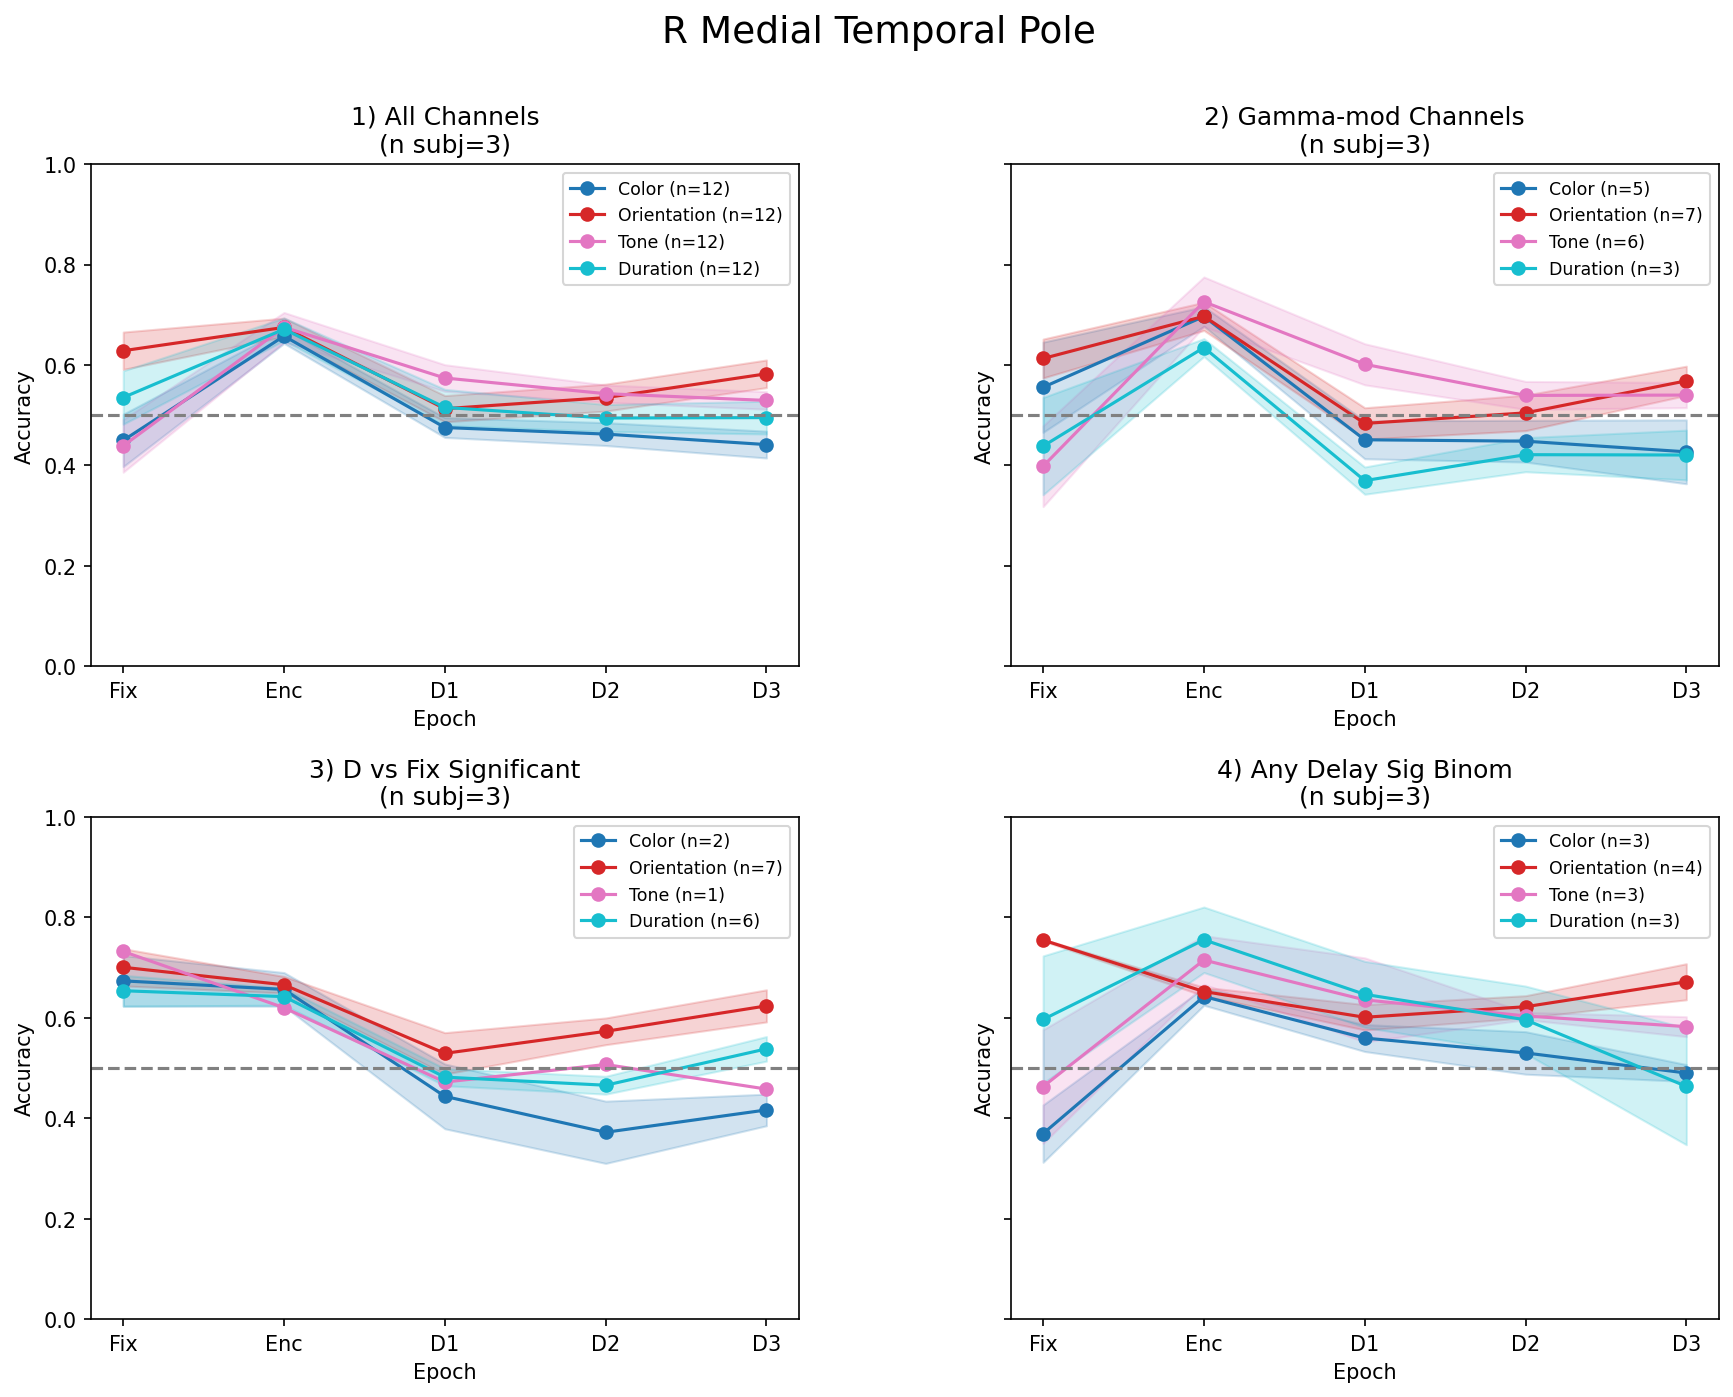 R Medial Temporal Pole
1) All Channels
(n subj=3)
Accuracy
1.0
0.8
0.6
0.4
0.2
0.0
Color (n=12)
Orientation (n=12)
Tone (n=12)
Duration (n=12)
Fix Enc D1 D2 D3
Epoch
2) Gamma-mod Channels
(n subj=3)
Accuracy
Color (n=5)
Orientation (n=7)
Tone (n=6)
Duration (n=3)
Fix Enc D1 D2 D3
Epoch
3) D vs Fix Significant
(n subj=3)
Accuracy
1.0
0.8
0.6
0.4
0.2
0.0
Color (n=2)
Orientation (n=7)
Tone (n=1)
Duration (n=6)
Fix Enc D1 D2 D3
Epoch
4) Any Delay Sig Binom
(n subj=3)
Accuracy
Color (n=3)
Orientation (n=4)
Tone (n=3)
Duration (n=3)
Fix Enc D1 D2 D3
Epoch